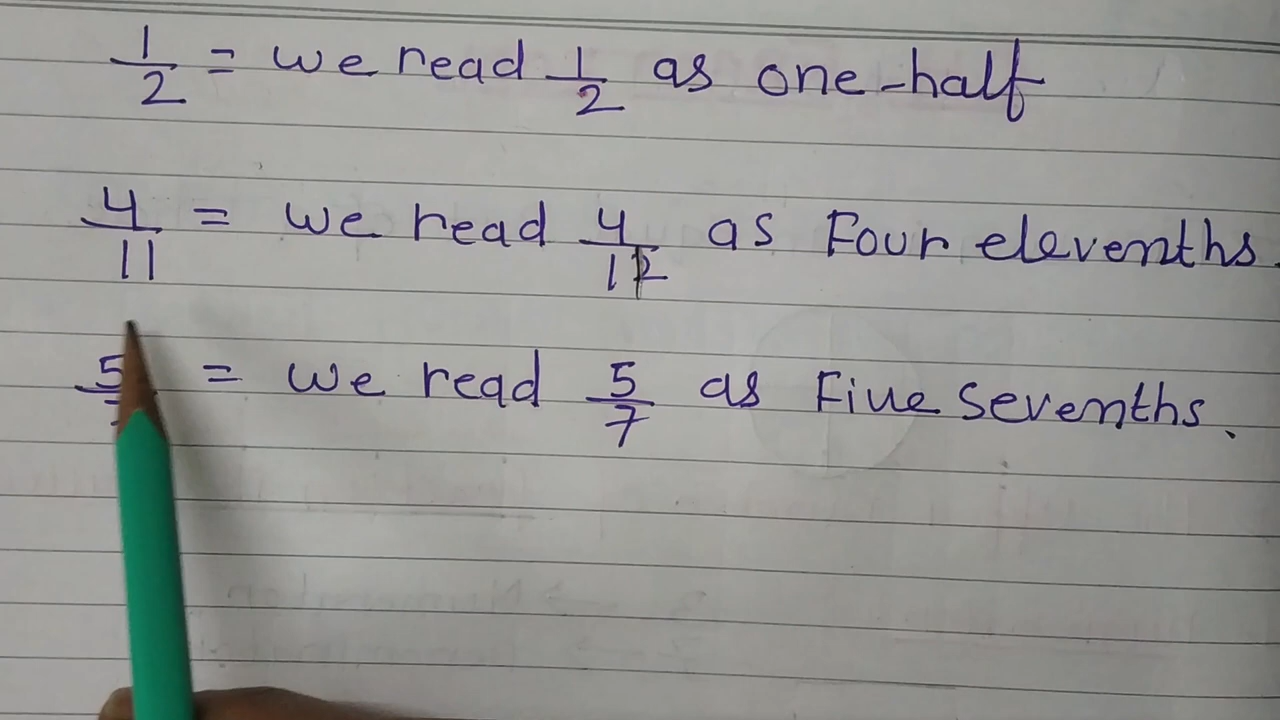 1/2 = we read 1/2 as one-half
4/11 = we read 4/11 as Four elevenths.
5 = we read 5/7 as Five sevenths.